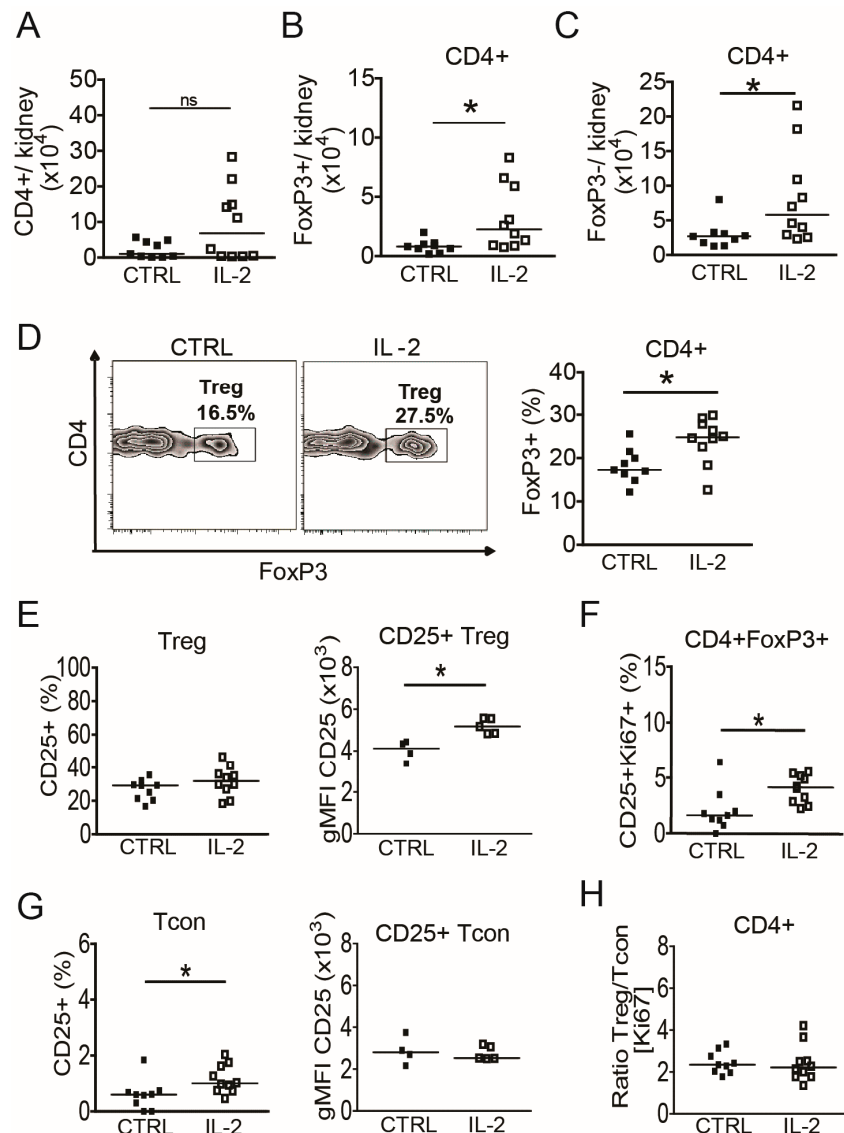 A
CD4+/ kidney
(x10⁴)
50
40
30
20
10
0
ns
CTRL IL-2
B
CD4+
FoxP3+/ kidney
(x10⁴)
15
10
5
0
*
CTRL IL-2
C
CD4+
FoxP3-/ kidney
(x10⁴)
25
20
15
10
5
0
*
CTRL IL-2
D
CTRL
Treg
16.5%
IL-2
Treg
27.5%
CD4
FoxP3
CD4+
FoxP3+ (%)
40
30
20
10
0
*
CTRL IL-2
E
Treg
CD25+ (%)
100
80
60
40
20
0
CTRL IL-2
CD25+ Treg
gMFI CD25 (x10³)
8
6
4
2
0
*
CTRL IL-2
F
CD4+FoxP3+
CD25+Ki67+ (%)
15
10
5
0
*
CTRL IL-2
G
Tcon
CD25+ (%)
6
4
2
0
*
CTRL IL-2
CD25+ Tcon
gMFI CD25 (x10³)
8
6
4
2
0
CTRL IL-2
H
CD4+
Ratio Treg/Tcon
[Ki67]
8
6
4
2
0
CTRL IL-2